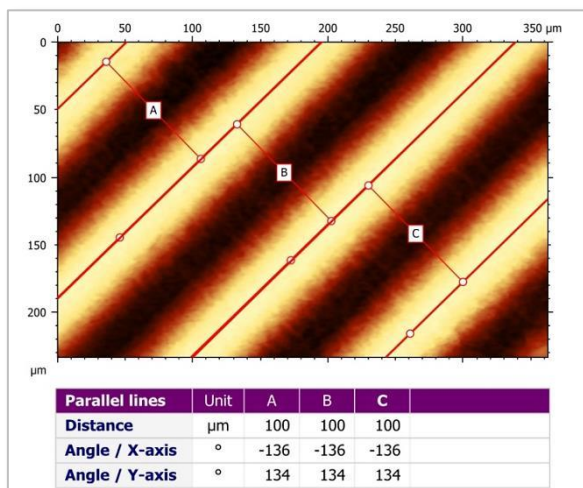 0 50 100 150 200 250 300 350 µm
0
50
A
B
100
C
150
200
µm
Parallel lines Unit A B C
Distance µm 100 100 100
Angle / X-axis ° -136 -136 -136
Angle / Y-axis ° 134 134 134